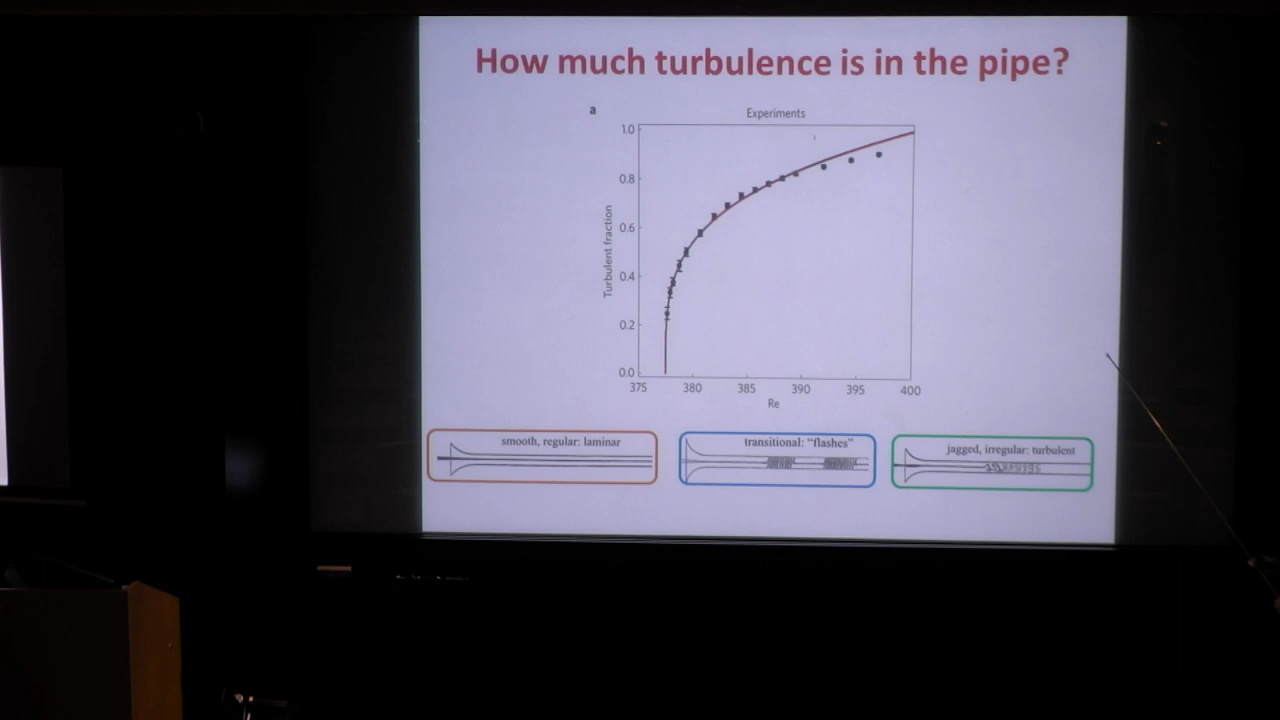 How much turbulence is in the pipe?
a
Experiments
1.0
0.8
0.6
0.4
0.2
0.0
Turbulent fraction
375 380 385 390 395 400
Re
smooth, regular: laminar
transitional: "flashes"
jagged, irregular: turbulent